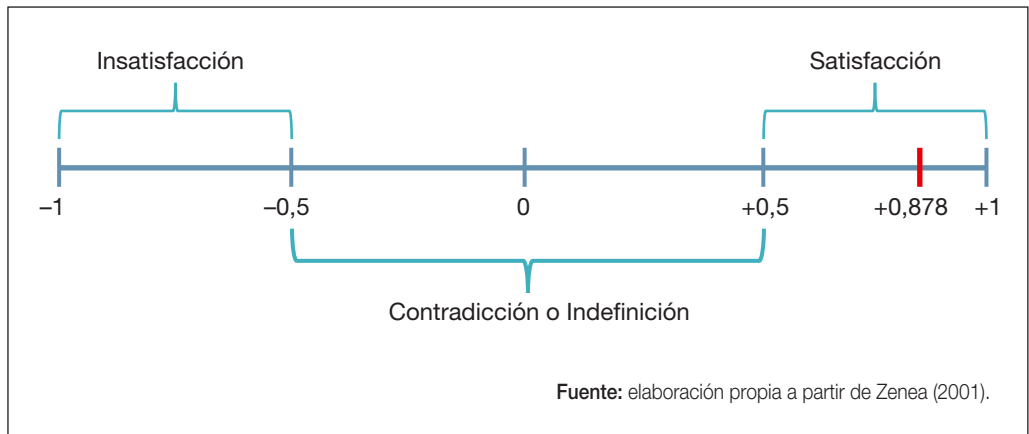 Insatisfacción Satisfacción
−1 −0,5 0 +0,5 +0,878 +1
Contradicción o Indefinición
Fuente: elaboración propia a partir de Zenea (2001).